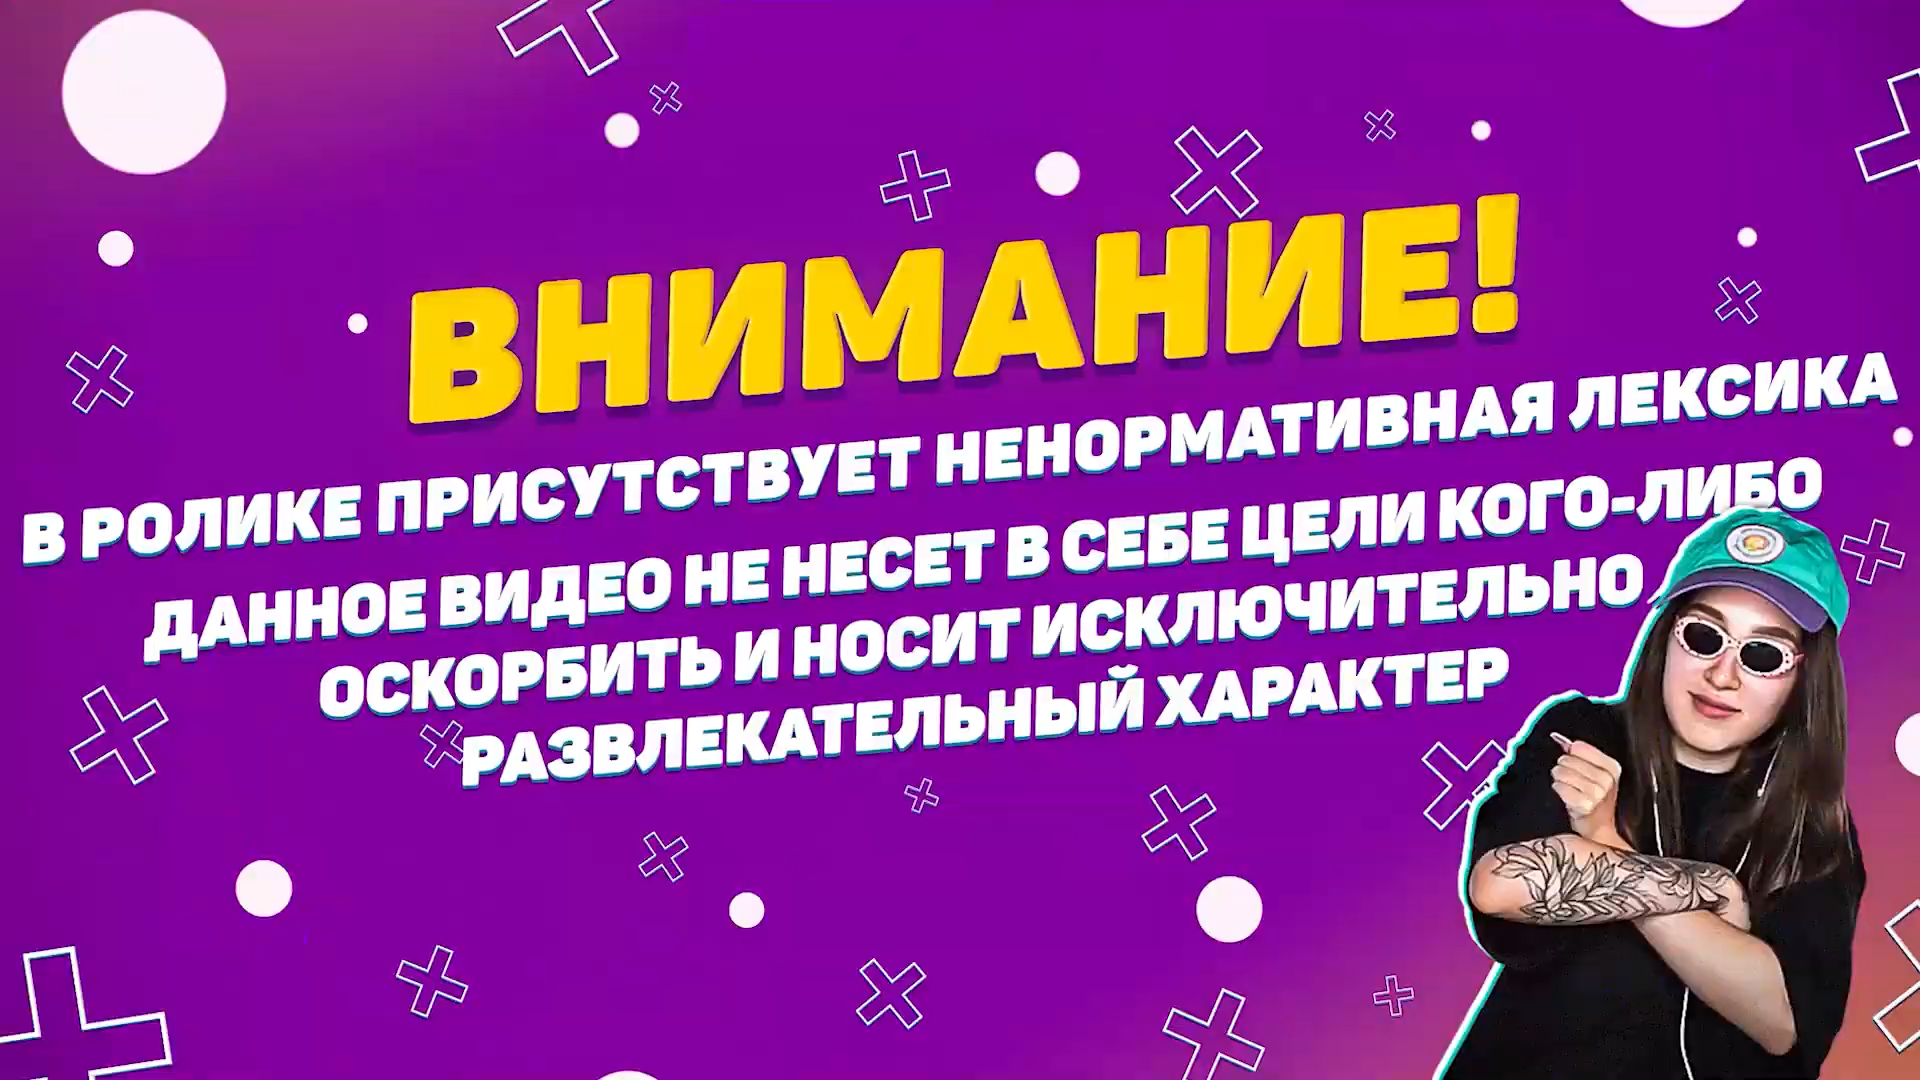 ВНИМАНИЕ!
В РОЛИКЕ ПРИСУТСТВУЕТ НЕНОРМАТИВНАЯ ЛЕКСИКА
ДАННОЕ ВИДЕО НЕ НЕСЕТ В СЕБЕ ЦЕЛИ КОГО-ЛИБО
ОСКОРБИТЬ И НОСИТ ИСКЛЮЧИТЕЛЬНО
РАЗВЛЕКАТЕЛЬНЫЙ ХАРАКТЕР